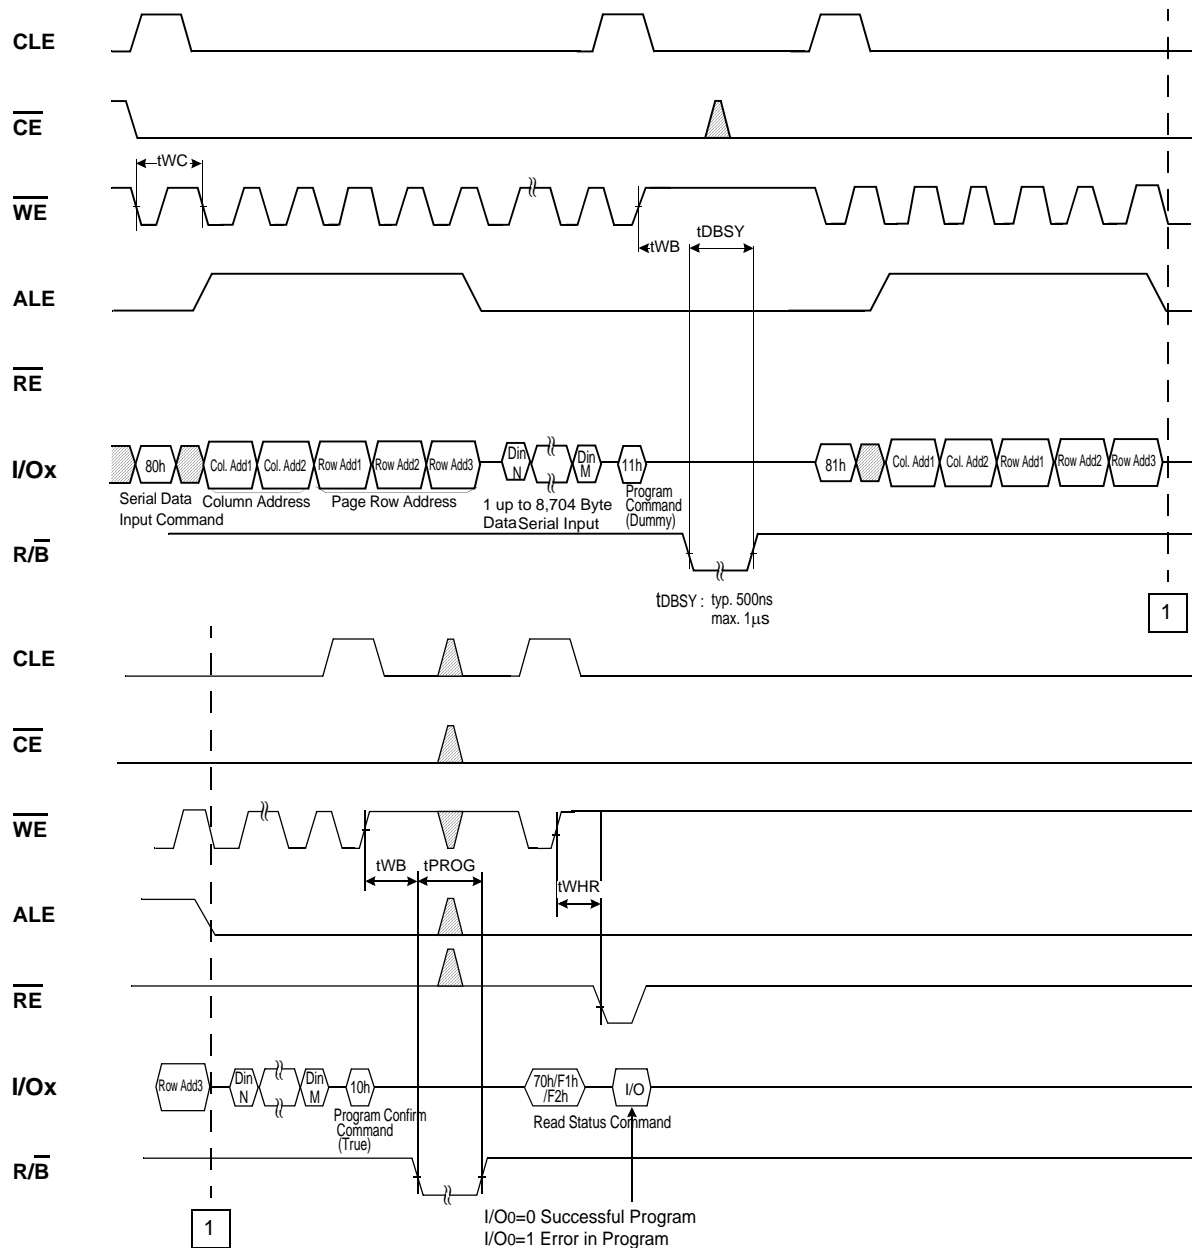 CLE
CE
tWC
WE
tWB
tDBSY
ALE
RE
I/Ox
80h
Col. Add1
Col. Add2
Row Add1
Row Add2
Row Add3
Din
N
Din
M
11h
81h
Col. Add1
Col. Add2
Row Add1
Row Add2
Row Add3
Serial Data
Input Command
Column Address
Page Row Address
1 up to 8,704 Byte
Data Serial Input
Program
Command
(Dummy)
R/B
tDBSY : typ. 500ns
max. 1μs
1
CLE
CE
WE
tWB
tPROG
tWHR
ALE
RE
I/Ox
Row Add3
Din
N
Din
M
10h
70h/F1h
/F2h
I/O
Program Confirm
Command
(True)
Read Status Command
R/B
1
I/O0=0 Successful Program
I/O0=1 Error in Program